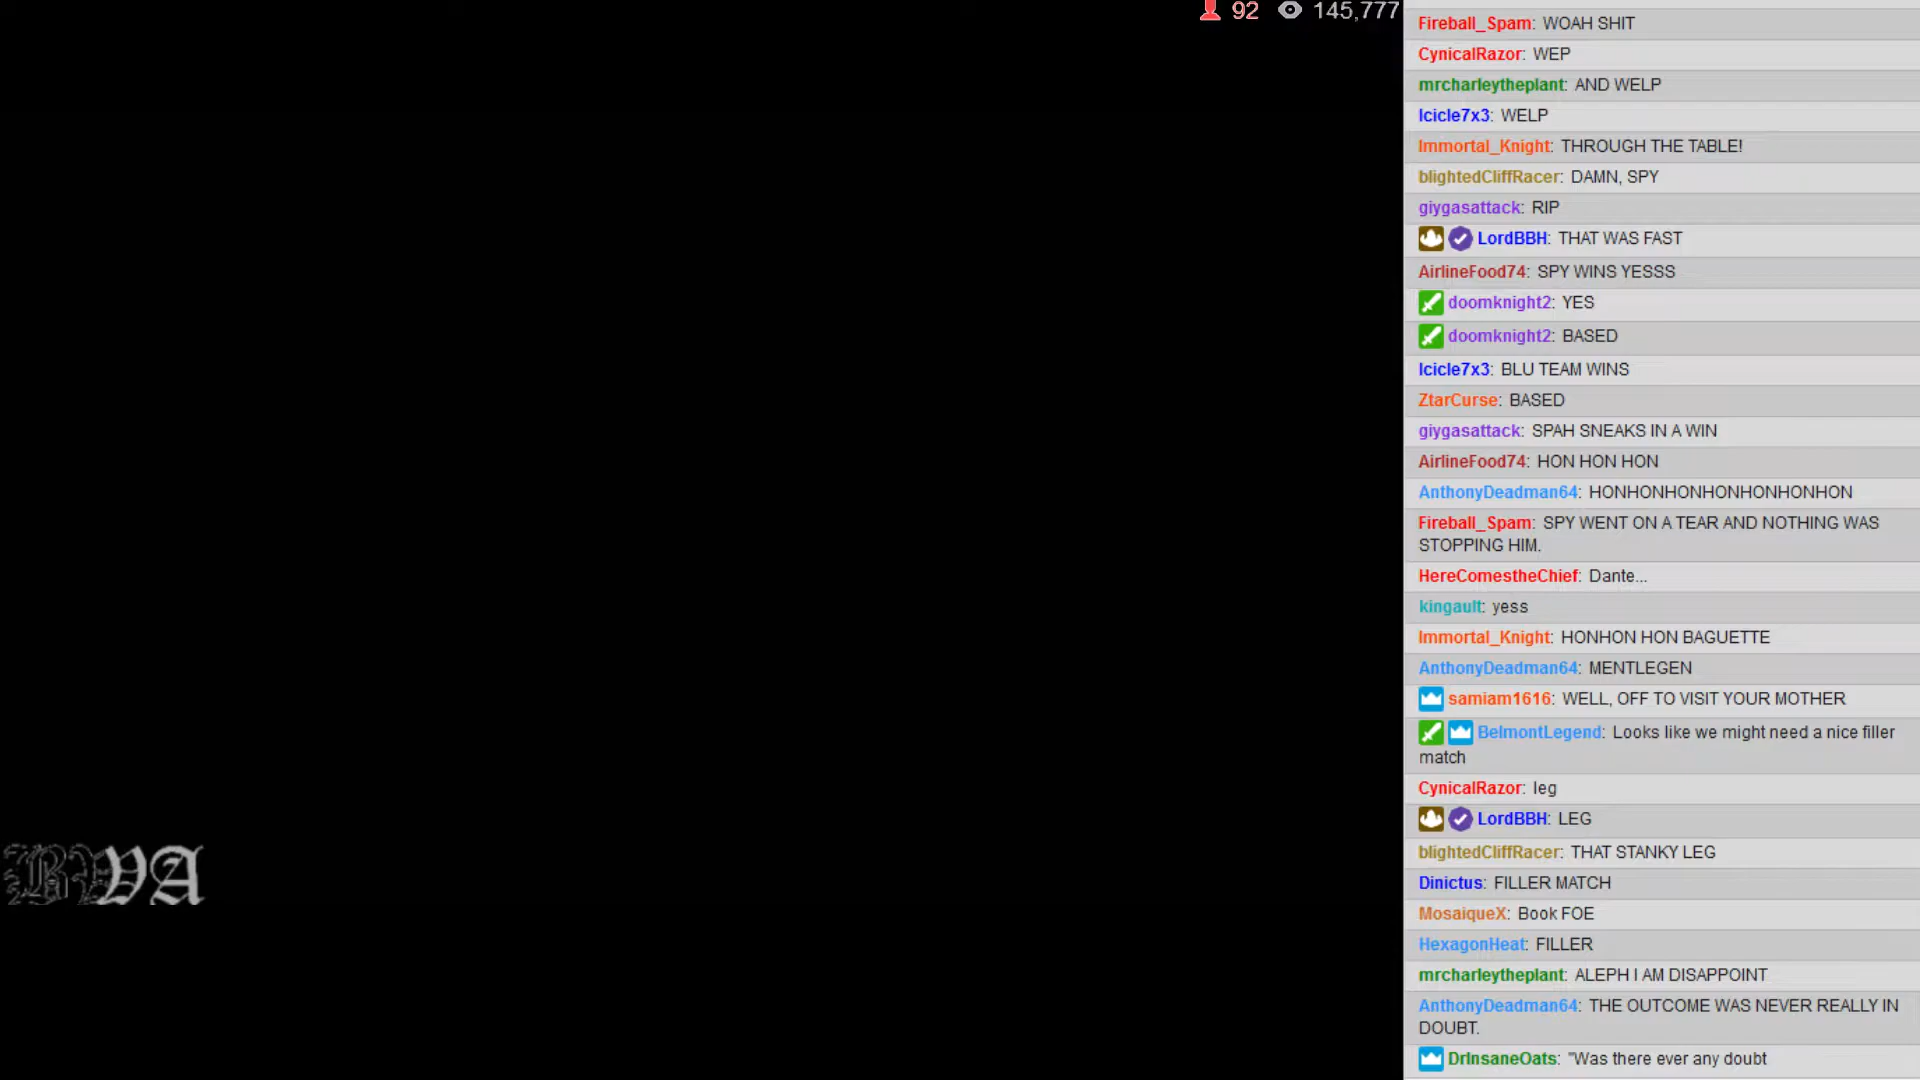 92 145,777
Fireball_Spam: WOAH SHIT
CynicalRazor: WEP
mrcharleytheplant: AND WELP
Icicle7x3: WELP
Immortal_Knight: THROUGH THE TABLE!
blightedCliffRacer: DAMN, SPY
giygasattack: RIP
LordBBH: THAT WAS FAST
AirlineFood74: SPY WINS YESSS
doomknight2: YES
doomknight2: BASED
Icicle7x3: BLU TEAM WINS
ZtarCurse: BASED
giygasattack: SPAH SNEAKS IN A WIN
AirlineFood74: HON HON HON
AnthonyDeadman64: HONHONHONHONHONHONHON
Fireball_Spam: SPY WENT ON A TEAR AND NOTHING WAS
STOPPING HIM.
HereComestheChief: Dante...
kingault: yess
Immortal_Knight: HONHON HON BAGUETTE
AnthonyDeadman64: MENTLEGEN
samiam1616: WELL, OFF TO VISIT YOUR MOTHER
BelmontLegend: Looks like we might need a nice filler
match
CynicalRazor: leg
LordBBH: LEG
blightedCliffRacer: THAT STANKY LEG
Dinictus: FILLER MATCH
MosaiqueX: Book FOE
HexagonHeat: FILLER
mrcharleytheplant: ALEPH I AM DISAPPOINT
AnthonyDeadman64: THE OUTCOME WAS NEVER REALLY IN
DOUBT.
DrInsaneOats: "Was there ever any doubt